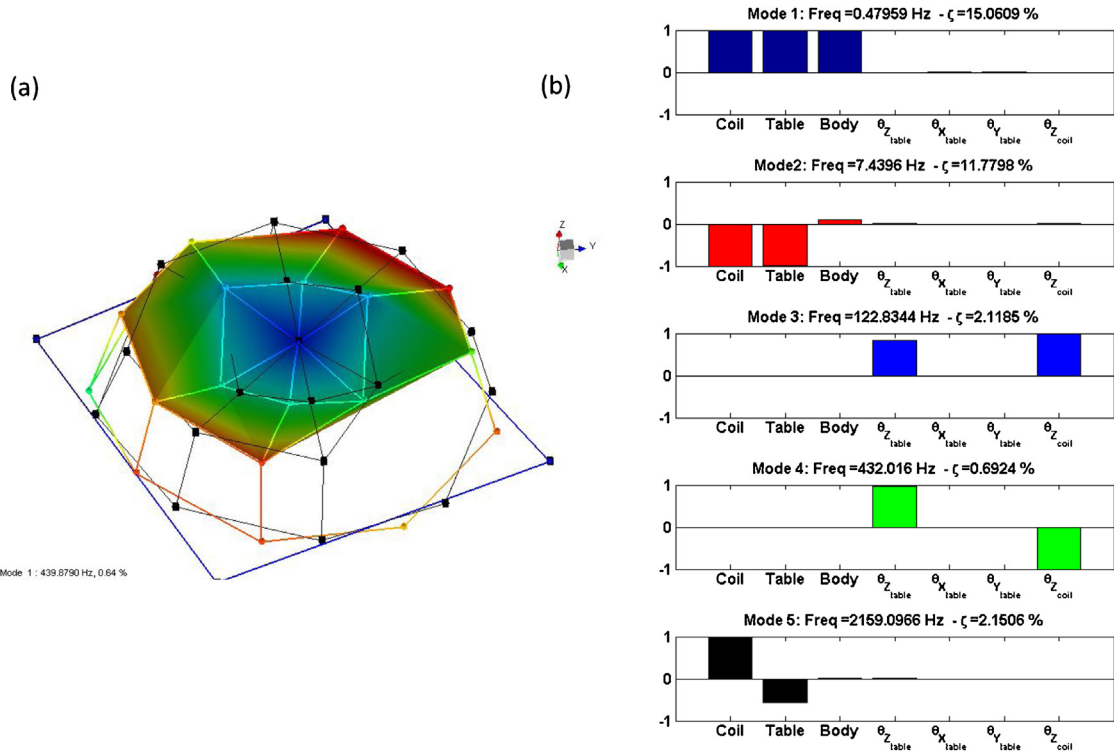 (a)
Z
Y
X
Mode 1 : 439.8790 Hz, 0.64 %
(b)
Mode 1: Freq =0.47959 Hz - ζ=15.0609 %
1
0
-1
Coil Table Body θZtable θXtable θYtable θZcoil
Mode2: Freq =7.4396 Hz - ζ=11.7798 %
1
0
-1
Coil Table Body θZtable θXtable θYtable θZcoil
Mode 3: Freq =122.8344 Hz - ζ=2.1185 %
1
0
-1
Coil Table Body θZtable θXtable θYtable θZcoil
Mode 4: Freq =432.016 Hz - ζ=0.6924 %
1
0
-1
Coil Table Body θZtable θXtable θYtable θZcoil
Mode 5: Freq =2159.0966 Hz - ζ=2.1506 %
1
0
-1
Coil Table Body θZtable θXtable θYtable θZcoil